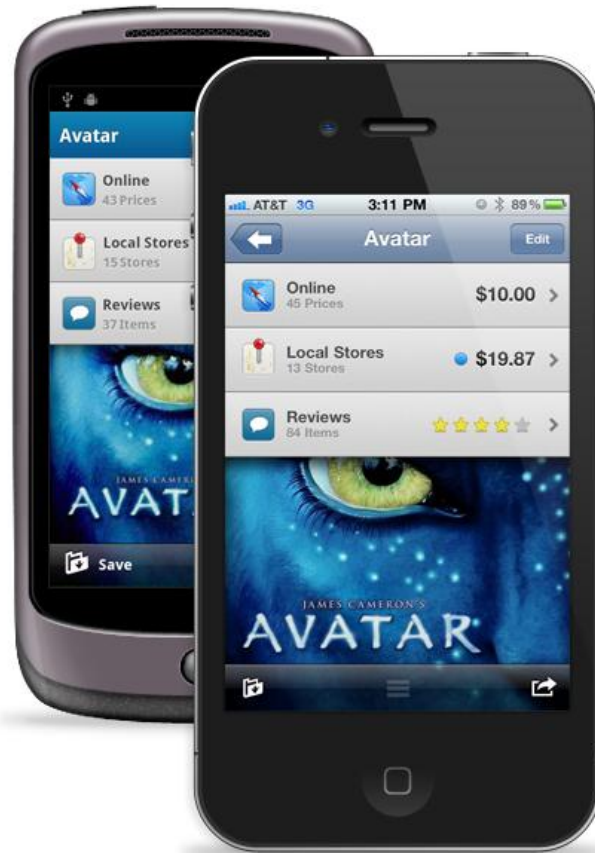 Avatar
Online
43 Prices
Local Stores
15 Stores
Reviews
37 Items
JAMES CAMER
AVAT
Save
AT&T 3G 3:11 PM 89%
Avatar Edit
Online $10.00
45 Prices
Local Stores $19.87
13 Stores
Reviews
84 Items
JAMES CAMERON'S
AVATAR